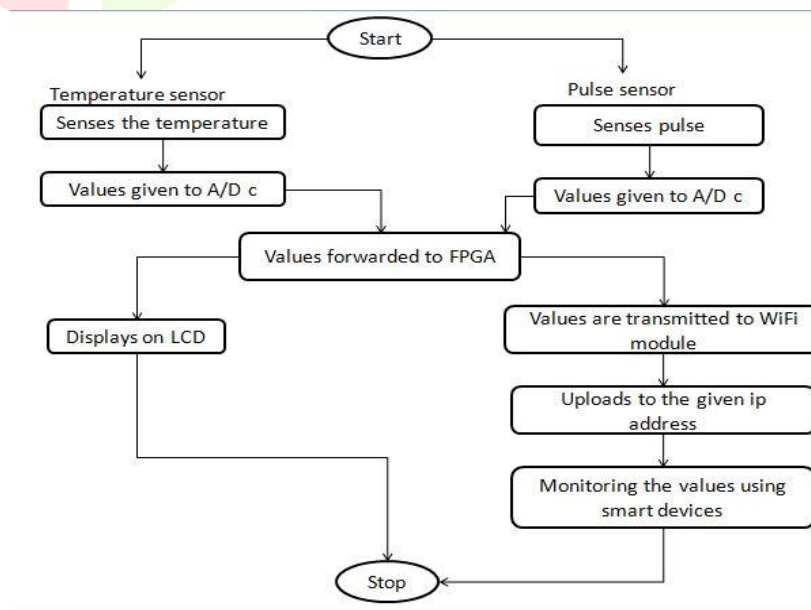 Start
Temperature sensor
Senses the temperature
Values given to A/D c
Pulse sensor
Senses pulse
Values given to A/D c
Values forwarded to FPGA
Displays on LCD
Values are transmitted to WiFi
module
Uploads to the given ip
address
Monitoring the values using
smart devices
Stop